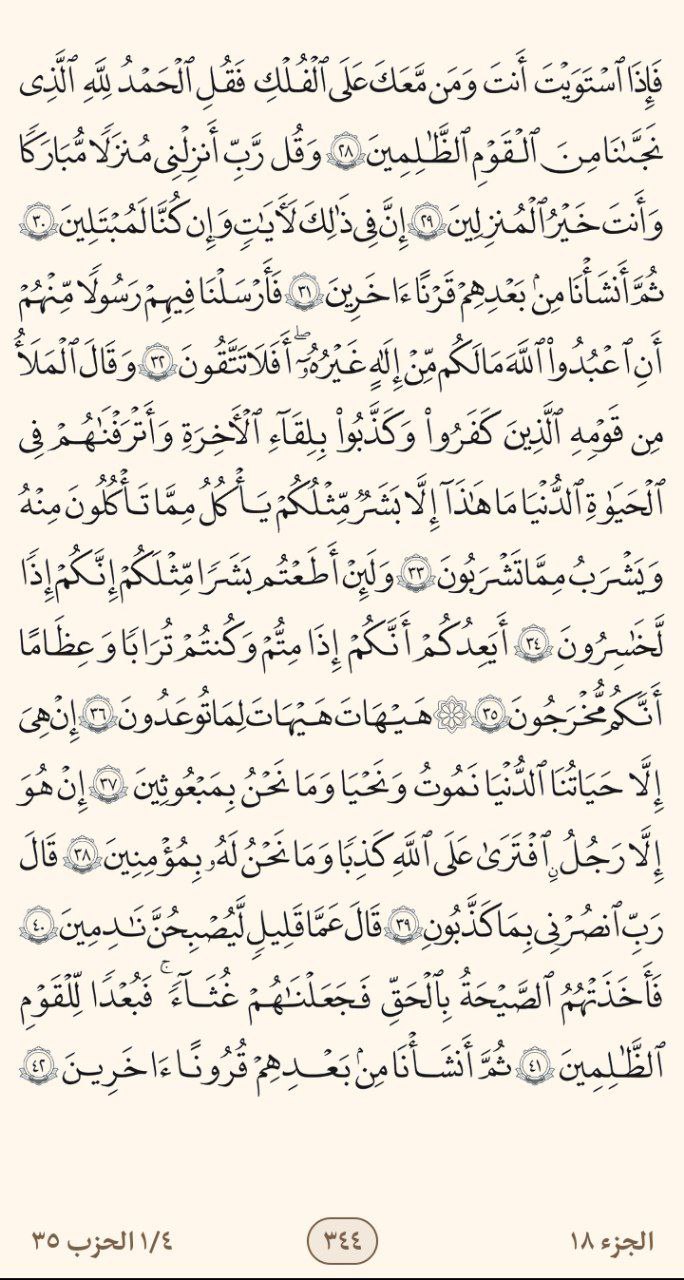 فَإِذَا ٱسْتَوَيْتَ أَنتَ وَمَن مَّعَكَ عَلَى ٱلْفُلْكِ فَقُلِ ٱلْحَمْدُ لِلَّهِ ٱلَّذِى
نَجَّىٰنَا مِنَ ٱلْقَوْمِ ٱلظَّـٰلِمِينَ ٢٨ وَقُل رَّبِّ أَنزِلْنِى مُنزَلًا مُّبَارَكًا
وَأَنتَ خَيْرُ ٱلْمُنزِلِينَ ٢٩ إِنَّ فِى ذَٰلِكَ لَـَٔايَـٰتٍ وَإِن كُنَّا لَمُبْتَلِينَ ٣٠
ثُمَّ أَنشَأْنَا مِنۢ بَعْدِهِمْ قَرْنًا ءَاخَرِينَ ٣١ فَأَرْسَلْنَا فِيهِمْ رَسُولًا مِّنْهُمْ
أَنِ ٱعْبُدُوا۟ ٱللَّهَ مَا لَكُم مِّنْ إِلَـٰهٍ غَيْرُهُۥٓ ۖ أَفَلَا تَتَّقُونَ ٣٢ وَقَالَ ٱلْمَلَأُ
مِن قَوْمِهِ ٱلَّذِينَ كَفَرُوا۟ وَكَذَّبُوا۟ بِلِقَآءِ ٱلْـَٔاخِرَةِ وَأَتْرَفْنَـٰهُمْ فِى
ٱلْحَيَوٰةِ ٱلدُّنْيَا مَا هَـٰذَآ إِلَّا بَشَرٌ مِّثْلُكُمْ يَأْكُلُ مِمَّا تَأْكُلُونَ مِنْهُ
وَيَشْرَبُ مِمَّا تَشْرَبُونَ ٣٣ وَلَئِنْ أَطَعْتُم بَشَرًا مِّثْلَكُمْ إِنَّكُمْ إِذًا
لَّخَـٰسِرُونَ ٣٤ أَيَعِدُكُمْ أَنَّكُمْ إِذَا مِتُّمْ وَكُنتُمْ تُرَابًا وَعِظَـٰمًا
أَنَّكُم مُّخْرَجُونَ ٣٥ ۞ هَيْهَاتَ هَيْهَاتَ لِمَا تُوعَدُونَ ٣٦ إِنْ هِىَ
إِلَّا حَيَاتُنَا ٱلدُّنْيَا نَمُوتُ وَنَحْيَا وَمَا نَحْنُ بِمَبْعُوثِينَ ٣٧ إِنْ هُوَ
إِلَّا رَجُلٌ ٱفْتَرَىٰ عَلَى ٱللَّهِ كَذِبًا وَمَا نَحْنُ لَهُۥ بِمُؤْمِنِينَ ٣٨ قَالَ
رَبِّ ٱنصُرْنِى بِمَا كَذَّبُونِ ٣٩ قَالَ عَمَّا قَلِيلٍ لَّيُصْبِحُنَّ نَـٰدِمِينَ ٤٠
فَأَخَذَتْهُمُ ٱلصَّيْحَةُ بِٱلْحَقِّ فَجَعَلْنَـٰهُمْ غُثَآءً ۚ فَبُعْدًا لِّلْقَوْمِ
ٱلظَّـٰلِمِينَ ٤١ ثُمَّ أَنشَأْنَا مِنۢ بَعْدِهِمْ قُرُونًا ءَاخَرِينَ ٤٢
الجزء ١٨ ٣٤٤ ١/٤ الحزب ٣٥